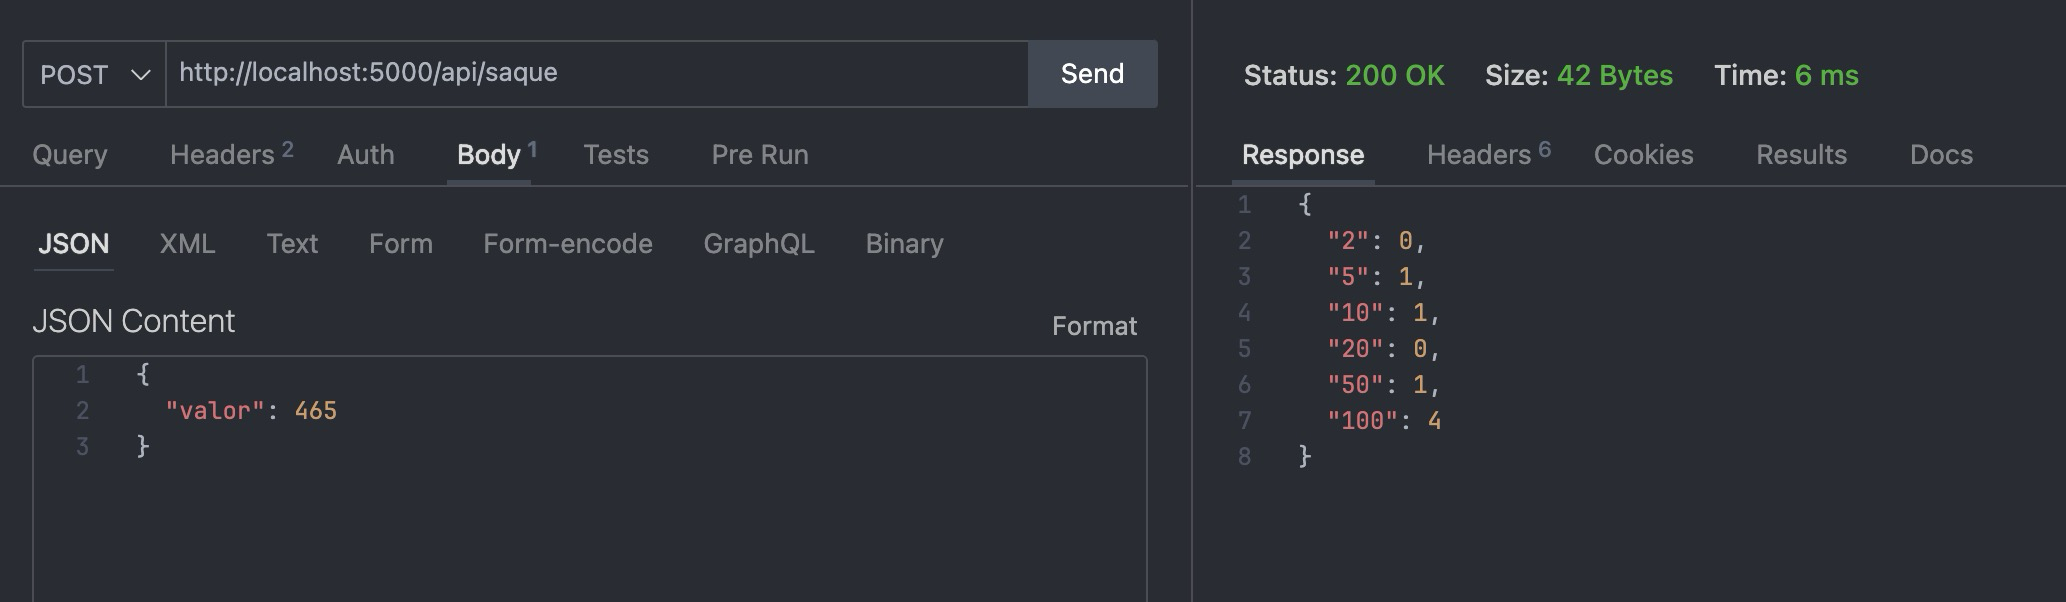 POST http://localhost:5000/api/saque Send
Query Headers 2 Auth Body 1 Tests Pre Run
JSON XML Text Form Form-encode GraphQL Binary
JSON Content Format
1 {
2 "valor": 465
3 }
Status: 200 OK Size: 42 Bytes Time: 6 ms
Response Headers 6 Cookies Results Docs
1 {
2 "2": 0,
3 "5": 1,
4 "10": 1,
5 "20": 0,
6 "50": 1,
7 "100": 4
8 }